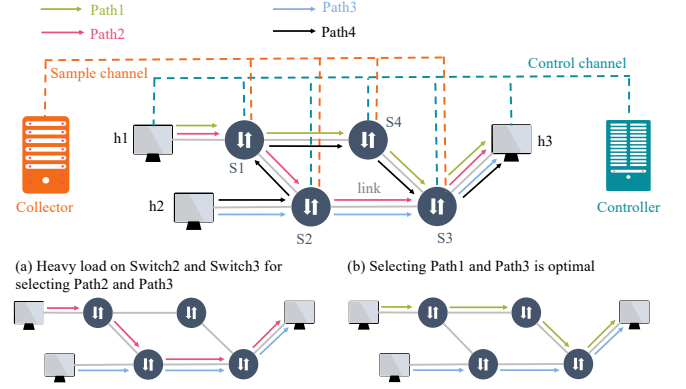 Path1
Path3
Path2
Path4
Sample channel
Control channel
h1
S1
S4
h3
link
h2
Collector
S2
S3
Controller
(a) Heavy load on Switch2 and Switch3 for
selecting Path2 and Path3
(b) Selecting Path1 and Path3 is optimal